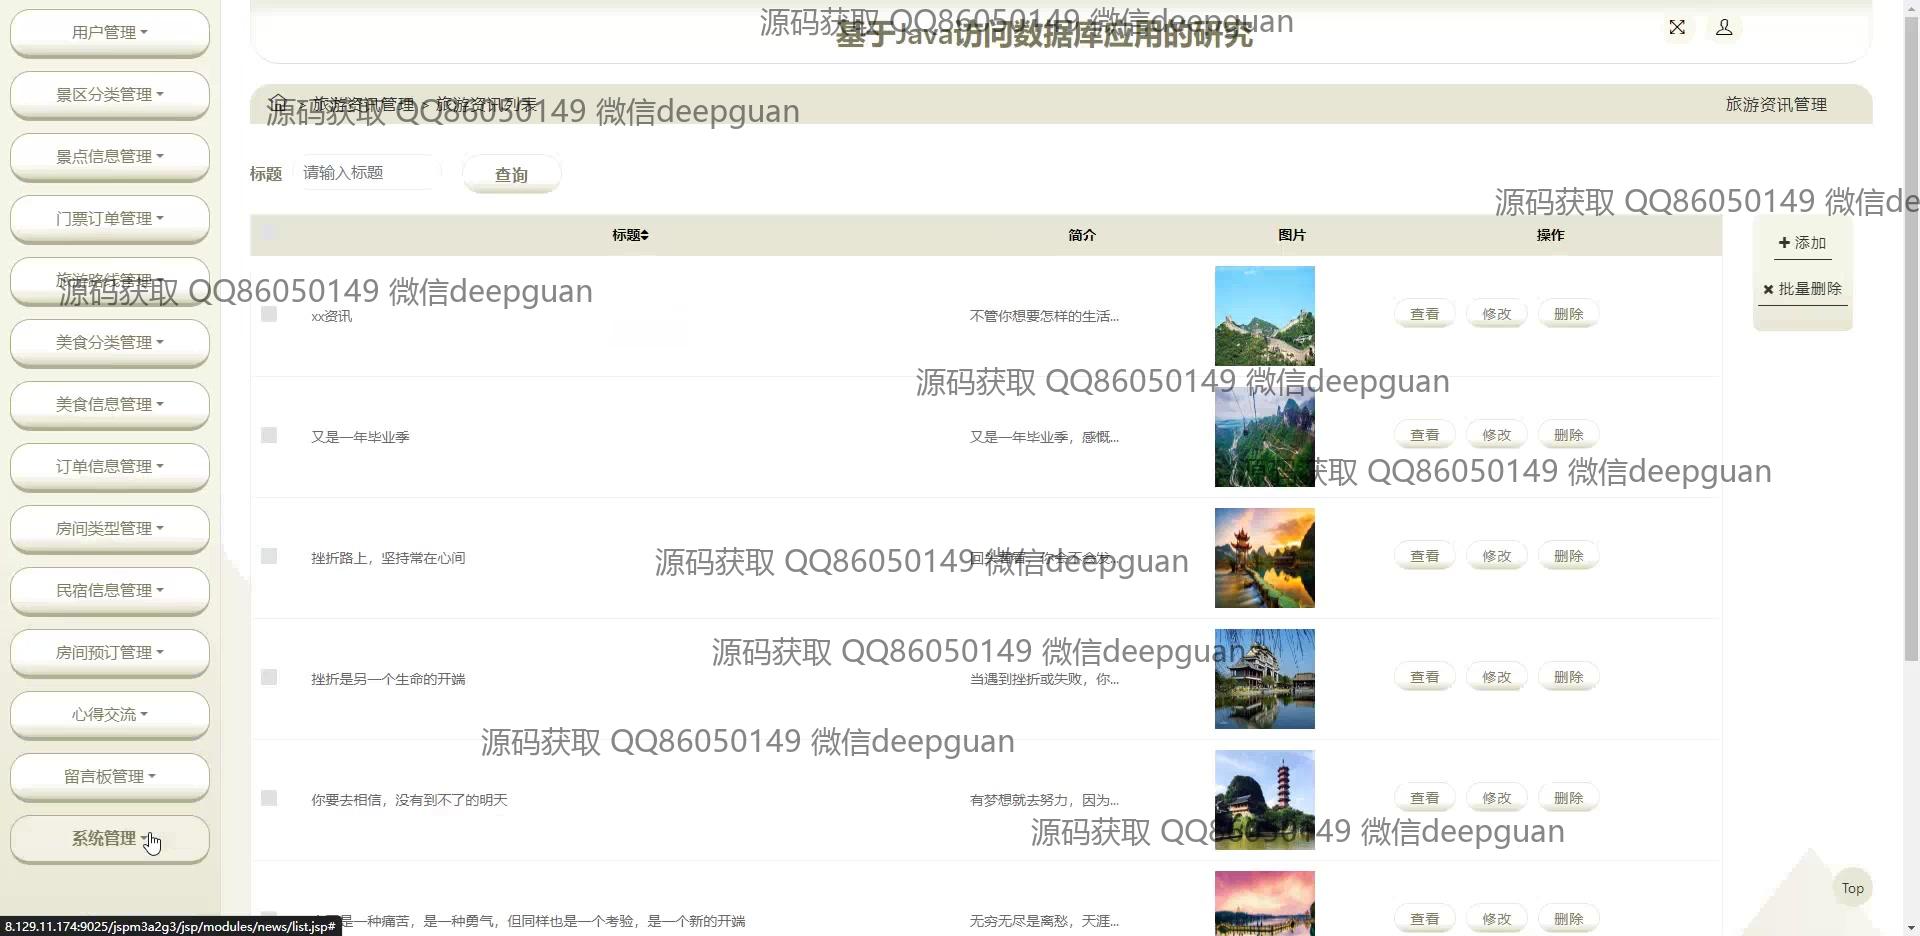 源码获取 QQ86050149 微信deepguan
基于Java访问数据库应用的研究
用户管理
景区分类管理
景点信息管理
门票订单管理
旅游路线管理
美食分类管理
美食信息管理
订单信息管理
房间类型管理
民宿信息管理
房间预订管理
心得交流
留言板管理
系统管理
> 旅游资讯管理 > 旅游资讯列表
旅游资讯管理
源码获取 QQ86050149 微信deepguan
标题 请输入标题 查询
源码获取 QQ86050149 微信de
标题 简介 图片 操作
添加
批量删除
源码获取 QQ86050149 微信deepguan
xx资讯 不管你想要怎样的生活... 查看 修改 删除
源码获取 QQ86050149 微信deepguan
又是一年毕业季 又是一年毕业季，感慨... 查看 修改 删除
获取 QQ86050149 微信deepguan
挫折路上，坚持常在心间 查看 修改 删除
源码获取 QQ86050149 微信deepguan
源码获取 QQ86050149 微信deepguan
挫折是另一个生命的开端 当遇到挫折或失败，你... 查看 修改 删除
源码获取 QQ86050149 微信deepguan
你要去相信，没有到不了的明天 有梦想就去努力，因为... 查看 修改 删除
源码获取 QQ86050149 微信deepguan
Top
是一种痛苦，是一种勇气，但同样也是一个考验，是一个新的开端 无穷无尽是离愁，天涯... 查看 修改 删除
8.129.11.174:9025/jspm3a2g3/jsp/modules/news/list.jsp#